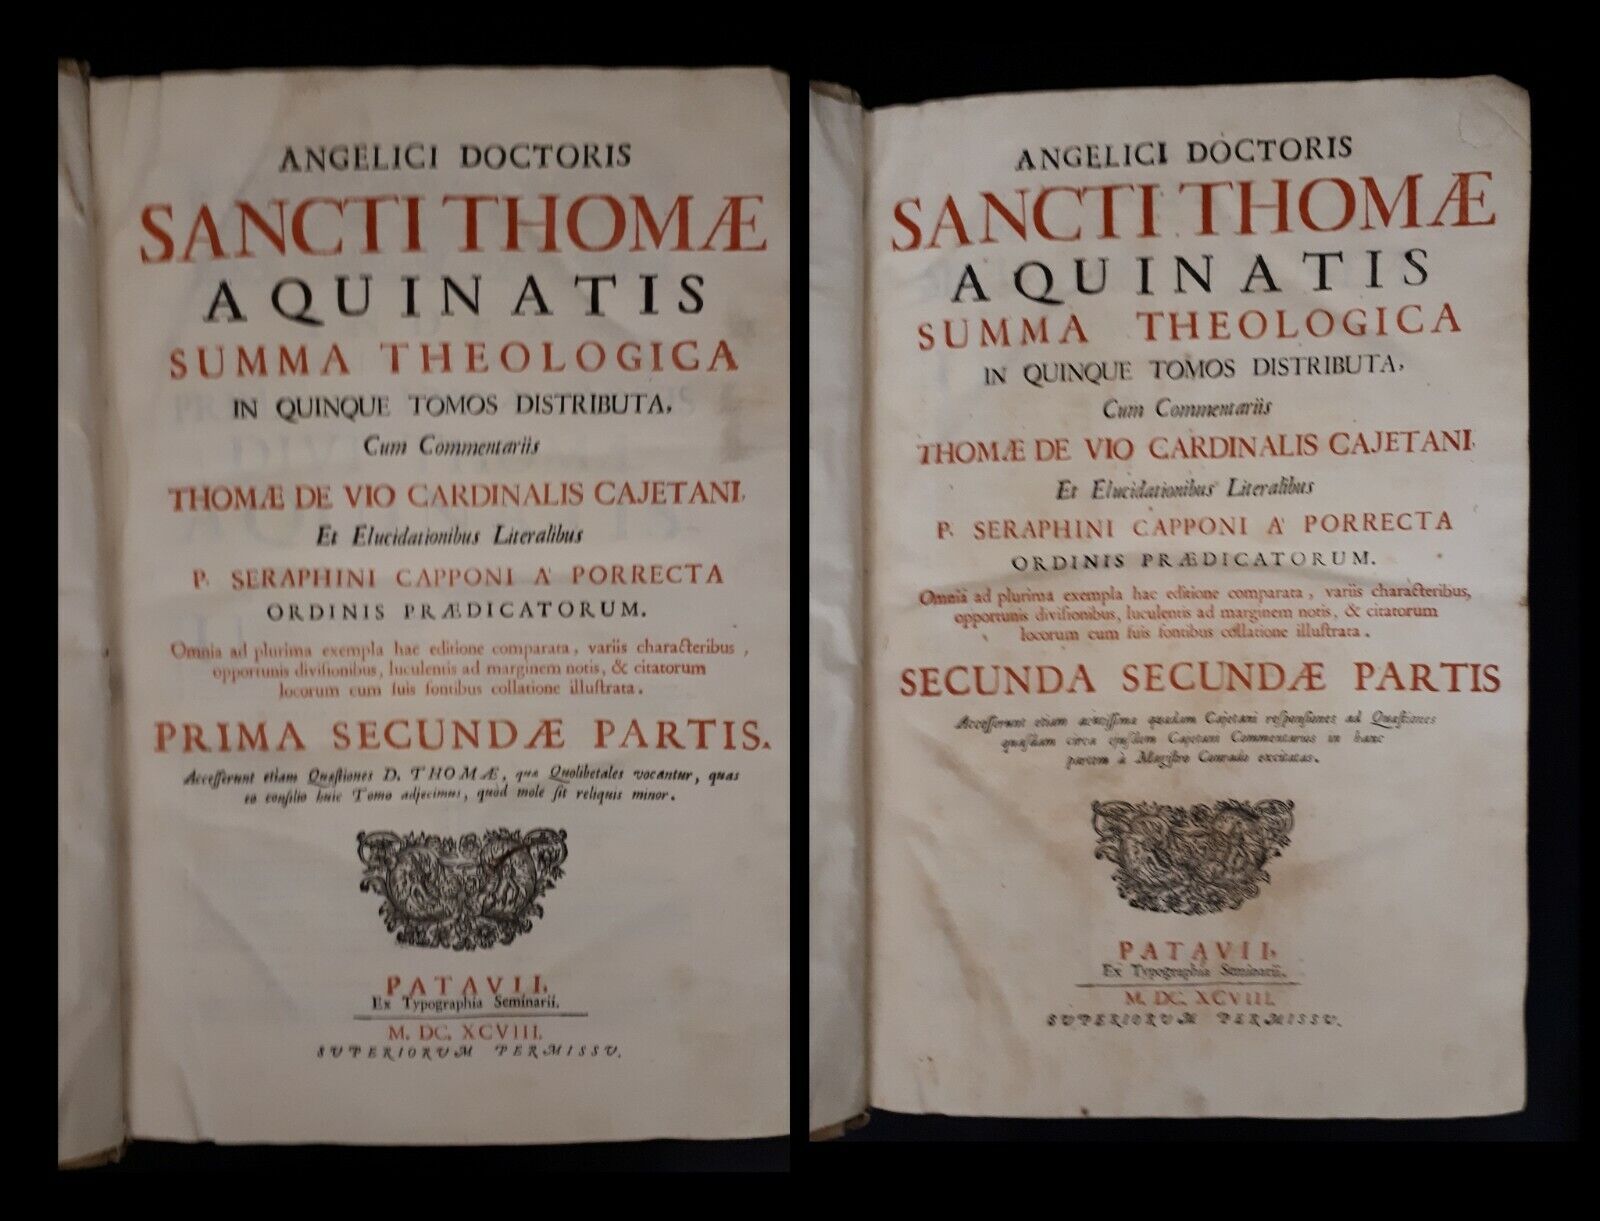 ANGELICI DOCTORIS
SANCTI THOMÆ
AQUINATIS
SUMMA THEOLOGICA
IN QUINQUE TOMOS DISTRIBUTA,
Cum Commentariis
THOMÆ DE VIO CARDINALIS CAJETANI,
Et Elucidationibus Literalibus
P. SERAPHINI CAPPONI A' PORRECTA
ORDINIS PRÆDICATORUM.
Omnia ad plurima exempla hac editione comparata, variis characteribus,
opportunis diviſionibus, luculentis ad marginem notis, & citatorum
locorum cum ſuis fontibus collatione illuſtrata.
PRIMA SECUNDÆ PARTIS.
Acceſſerunt etiam Quæſtiones D. THOMÆ, quæ Quolibetales vocantur, quas
eo conſilio huic Tomo adjecimus, quod mole ſit reliquis minor.
PATAVII,
Ex Typographia Seminarii.
M. DC. XCVIII.
SUPERIORUM PERMISSU.
ANGELICI DOCTORIS
SANCTI THOMÆ
AQUINATIS
SUMMA THEOLOGICA
IN QUINQUE TOMOS DISTRIBUTA,
Cum Commentariis
THOMÆ DE VIO CARDINALIS CAJETANI,
Et Elucidationibus Literalibus
P. SERAPHINI CAPPONI A' PORRECTA
ORDINIS PRÆDICATORUM.
Omnia ad plurima exempla hac editione comparata, variis characteribus,
opportunis diviſionibus, luculentis ad marginem notis, & citatorum
locorum cum ſuis fontibus collatione illuſtrata.
SECUNDA SECUNDÆ PARTIS
Acceſſerunt etiam acutiſſimæ quædam Cajetani reſponſiones ad Quæſtiones
quaſdam circa ejuſdem Cajetani Commentarios in hanc
partem à Magiſtro Conrado excitatas.
PATAVII,
Ex Typographia Seminarii.
M. DC. XCVIII.
SUPERIORUM PERMISSU.